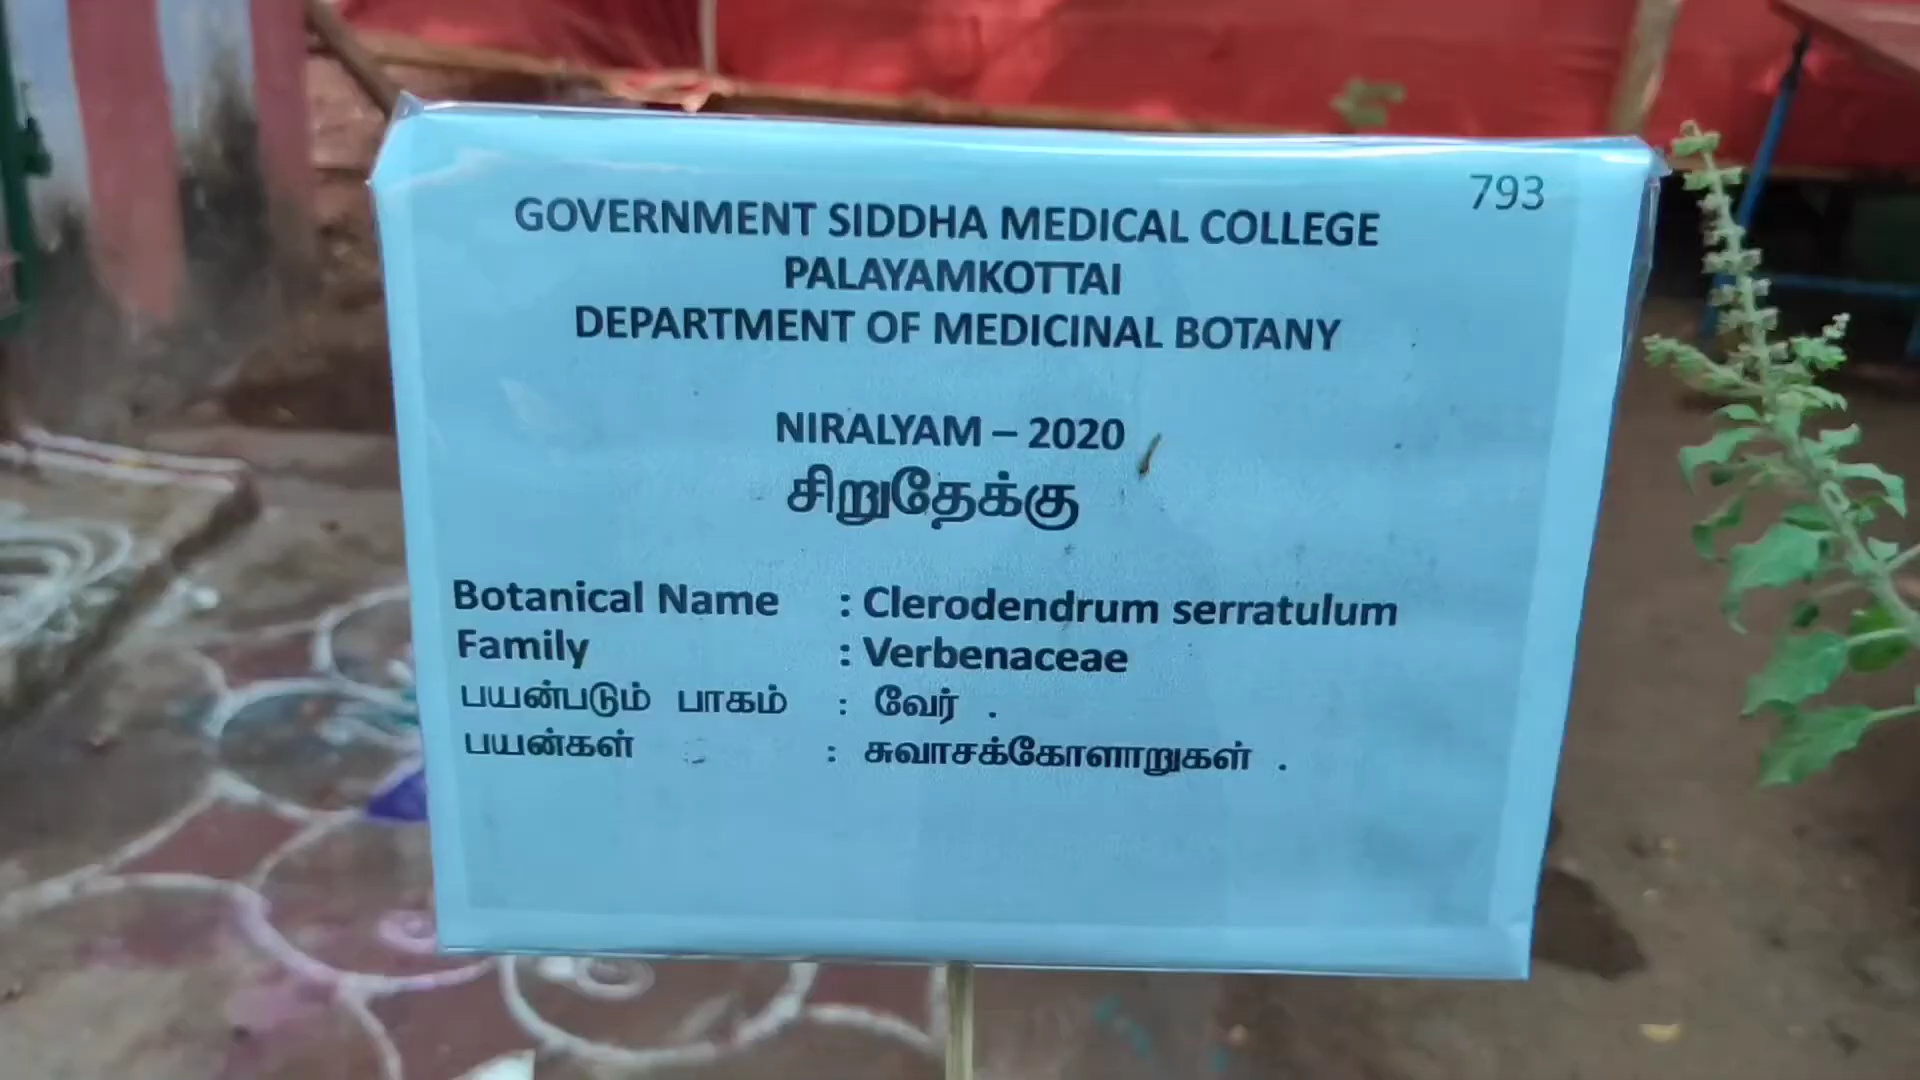 793
GOVERNMENT SIDDHA MEDICAL COLLEGE
PALAYAMKOTTAI
DEPARTMENT OF MEDICINAL BOTANY
NIRALYAM – 2020
சிறுதேக்கு
Botanical Name : Clerodendrum serratulum
Family : Verbenaceae
பயன்படும் பாகம் : வேர் .
பயன்கள் : சுவாசக்கோளாறுகள் .